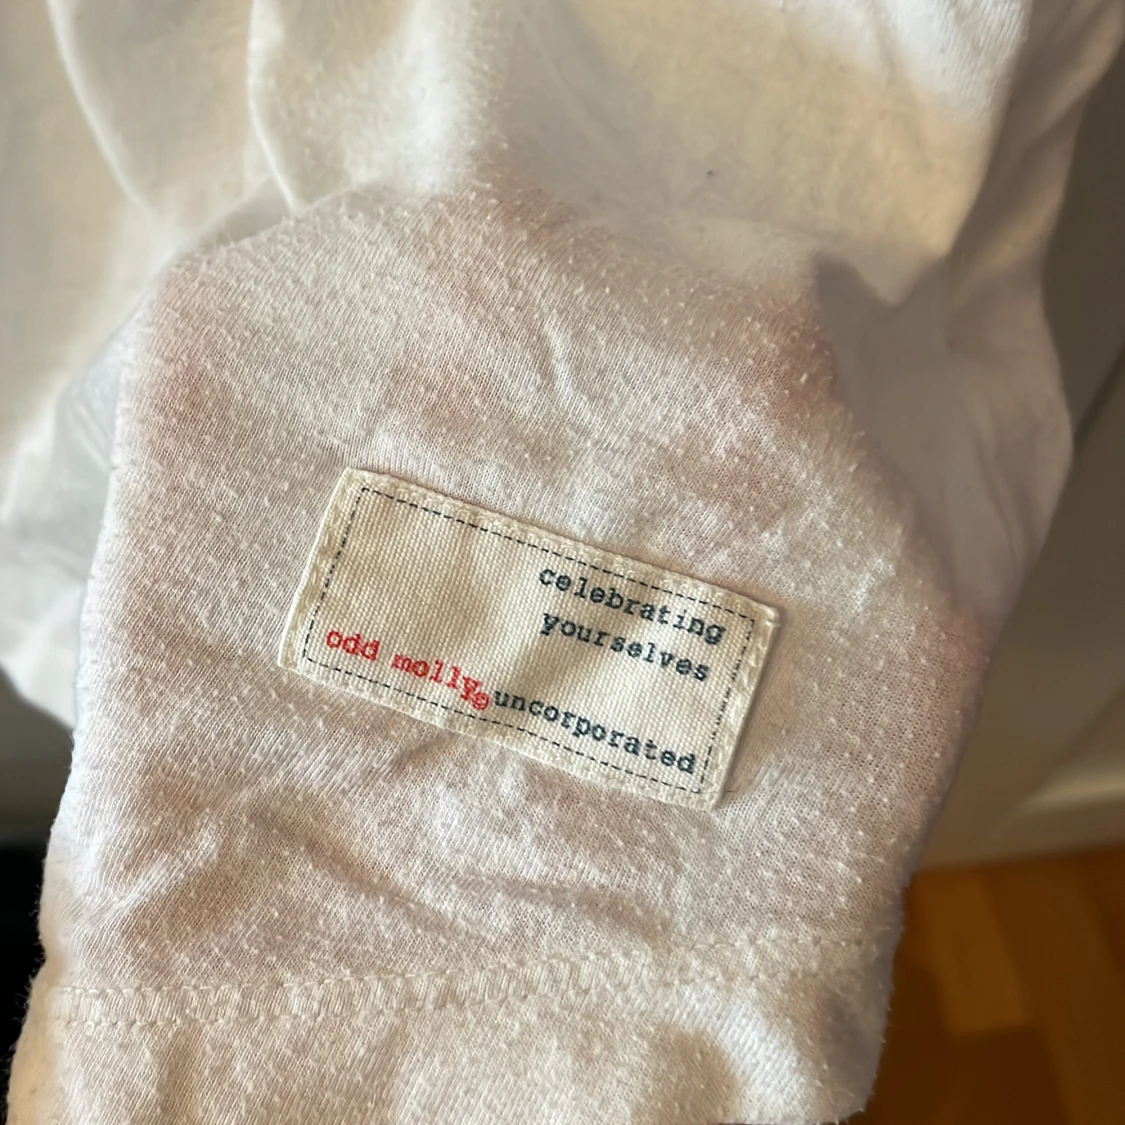 celebrating
yourselves
odd molly® uncorporated